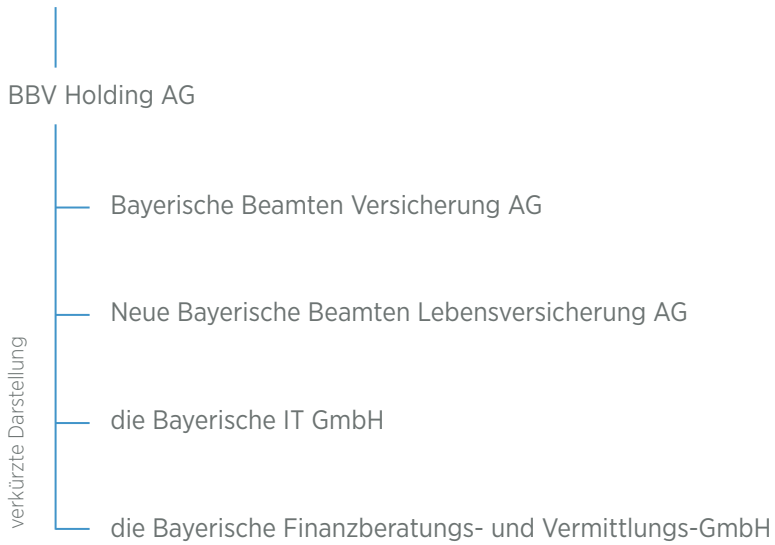 BBV Holding AG
Bayerische Beamten Versicherung AG
Neue Bayerische Beamten Lebensversicherung AG
die Bayerische IT GmbH
die Bayerische Finanzberatungs- und Vermittlungs-GmbH
verkürzte Darstellung